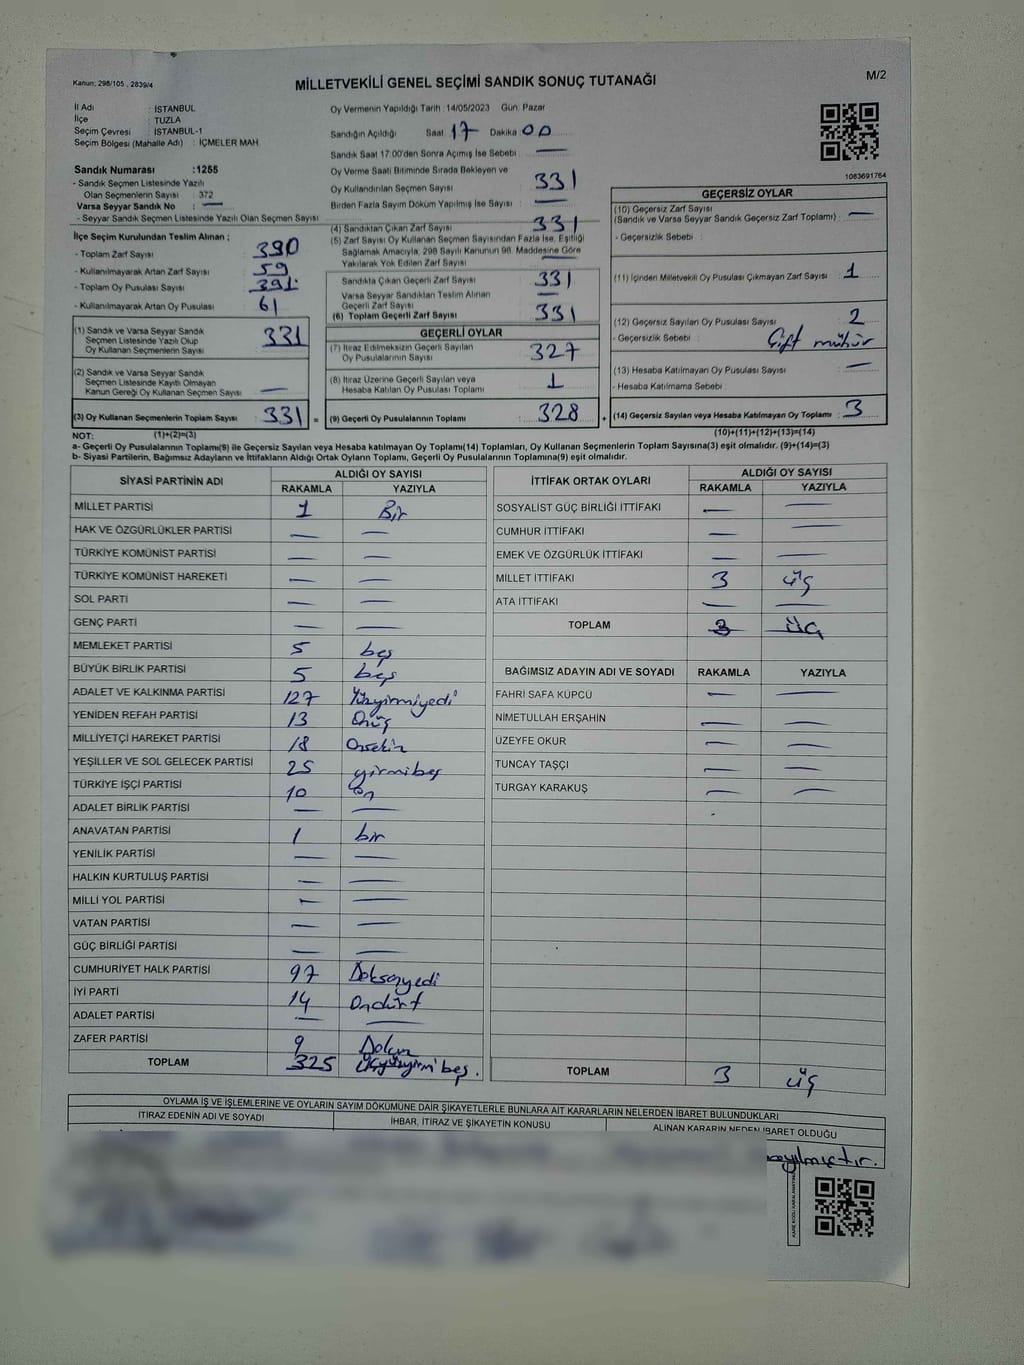 Kanun: 298/105 , 2839/4
MİLLETVEKİLİ GENEL SEÇİMİ SANDIK SONUÇ TUTANAĞI
M/2
İl Adı : İSTANBUL
İlçe : TUZLA
Seçim Çevresi : İSTANBUL-1
Seçim Bölgesi (Mahalle Adı) : İÇMELER MAH.
Sandık Numarası :1255
- Sandık Seçmen Listesinde Yazılı
Olan Seçmenlerin Sayısı : 372
Varsa Seyyar Sandık No : —
- Seyyar Sandık Seçmen Listesinde Yazılı Olan Seçmen Sayısı :
Oy Vermenin Yapıldığı Tarih : 14/05/2023 Gün: Pazar
Sandığın Açıldığı Saat 17 Dakika 00
Sandık Saat 17:00'den Sonra Açımış İse Sebebi : —
Oy Verme Saati Bitiminde Sırada Bekleyen ve
Oy Kullandırılan Seçmen Sayısı 331
Birden Fazla Sayım Döküm Yapılmış İse Sayısı : —
1083691764
İlçe Seçim Kurulundan Teslim Alınan ;
- Toplam Zarf Sayısı : 390
- Kullanılmayarak Artan Zarf Sayısı : 59
- Toplam Oy Pusulası Sayısı : 391
- Kullanılmayarak Artan Oy Pusulası : 61
(4) Sandıktan Çıkan Zarf Sayısı : 331
(5) Zarf Sayısı Oy Kullanan Seçmen Sayısından Fazla İse, Eşitliği
Sağlamak Amacıyla, 298 Sayılı Kanunun 98. Maddesine Göre
Yakılarak Yok Edilen Zarf Sayısı :
Sandıkta Çıkan Geçerli Zarf Sayısı : 331
Varsa Seyyar Sandıktan Teslim Alınan
Geçerli Zarf Sayısı : —
(6) Toplam Geçerli Zarf Sayısı : 331
GEÇERSİZ OYLAR
(10) Geçersiz Zarf Sayısı
(Sandık ve Varsa Seyyar Sandık Geçersiz Zarf Toplamı) : —
- Geçersizlik Sebebi :
(11) İçinden Milletvekili Oy Pusulası Çıkmayan Zarf Sayısı : 1
(12) Geçersiz Sayılan Oy Pusulası Sayısı : 2
- Geçersizlik Sebebi : Çift mühür
(13) Hesaba Katılmayan Oy Pusulası Sayısı : —
- Hesaba Katılmama Sebebi :
(14) Geçersiz Sayılan veya Hesaba Katılmayan Oy Toplamı : 3
(10)+(11)+(12)+(13)=(14)
(1) Sandık ve Varsa Seyyar Sandık
Seçmen Listesinde Yazılı Olup
Oy Kullanan Seçmenlerin Sayısı : 331
(2) Sandık ve Varsa Seyyar Sandık
Seçmen Listesinde Kayıtlı Olmayan
Kanun Gereği Oy Kullanan Seçmen Sayısı : —
(3) Oy Kullanan Seçmenlerin Toplam Sayısı : 331 =
GEÇERLİ OYLAR
(7) İtiraz Edilmeksizin Geçerli Sayılan
Oy Pusulalarının Sayısı : 327
(8) İtiraz Üzerine Geçerli Sayılan veya
Hesaba Katılan Oy Pusulası Toplamı : 1
(9) Geçerli Oy Pusulalarının Toplamı : 328 +
NOT: (1)+(2)=(3)
a- Geçerli Oy Pusulalarının Toplamı(9) ile Geçersiz Sayılan veya Hesaba katılmayan Oy Toplamı(14) Toplamları, Oy Kullanan Seçmenlerin Toplam Sayısına(3) eşit olmalıdır. (9)+(14)=(3)
b- Siyasi Partilerin, Bağımsız Adayların ve İttifakların Aldığı Ortak Oyların Toplamı, Geçerli Oy Pusulalarının Toplamına(9) eşit olmalıdır.
SİYASİ PARTİNİN ADI ALDIĞI OY SAYISI
RAKAMLA YAZIYLA
MİLLET PARTİSİ 1 Bir
HAK VE ÖZGÜRLÜKLER PARTİSİ — —
TÜRKİYE KOMÜNİST PARTİSİ — —
TÜRKİYE KOMÜNİST HAREKETİ — —
SOL PARTİ — —
GENÇ PARTİ — —
MEMLEKET PARTİSİ 5 beş
BÜYÜK BİRLİK PARTİSİ 5 beş
ADALET VE KALKINMA PARTİSİ 127 Yüzyirmiyedi
YENİDEN REFAH PARTİSİ 13 Onüç
MİLLİYETÇİ HAREKET PARTİSİ 18 Onsekiz
YEŞİLLER VE SOL GELECEK PARTİSİ 25 yirmibeş
TÜRKİYE İŞÇİ PARTİSİ 10 On
ADALET BİRLİK PARTİSİ — —
ANAVATAN PARTİSİ 1 bir
YENİLİK PARTİSİ — —
HALKIN KURTULUŞ PARTİSİ — —
MİLLİ YOL PARTİSİ — —
VATAN PARTİSİ — —
GÜÇ BİRLİĞİ PARTİSİ — —
CUMHURİYET HALK PARTİSİ 97 Doksanyedi
İYİ PARTİ 14 Ondört
ADALET PARTİSİ — —
ZAFER PARTİSİ 9 Dokuz
TOPLAM 325 Üçyüzyirmibeş.
İTTİFAK ORTAK OYLARI ALDIĞI OY SAYISI
RAKAMLA YAZIYLA
SOSYALİST GÜÇ BİRLİĞİ İTTİFAKI — —
CUMHUR İTTİFAKI — —
EMEK VE ÖZGÜRLÜK İTTİFAKI — —
MİLLET İTTİFAKI 3 üç
ATA İTTİFAKI — —
TOPLAM 3 Üç
BAĞIMSIZ ADAYIN ADI VE SOYADI RAKAMLA YAZIYLA
FAHRİ SAFA KÜPCÜ — —
NİMETULLAH ERŞAHİN — —
ÜZEYFE OKUR — —
TUNCAY TAŞÇI — —
TURGAY KARAKUŞ — —
TOPLAM 3 üç
OYLAMA İŞ VE İŞLEMLERİNE VE OYLARIN SAYIM DÖKÜMÜNE DAİR ŞİKAYETLERLE BUNLARA AİT KARARLARIN NELERDEN İBARET BULUNDUKLARI
İTİRAZ EDENİN ADI VE SOYADI İHBAR, İTİRAZ VE ŞİKAYETİN KONUSU ALINAN KARARIN NEDEN İBARET OLDUĞU